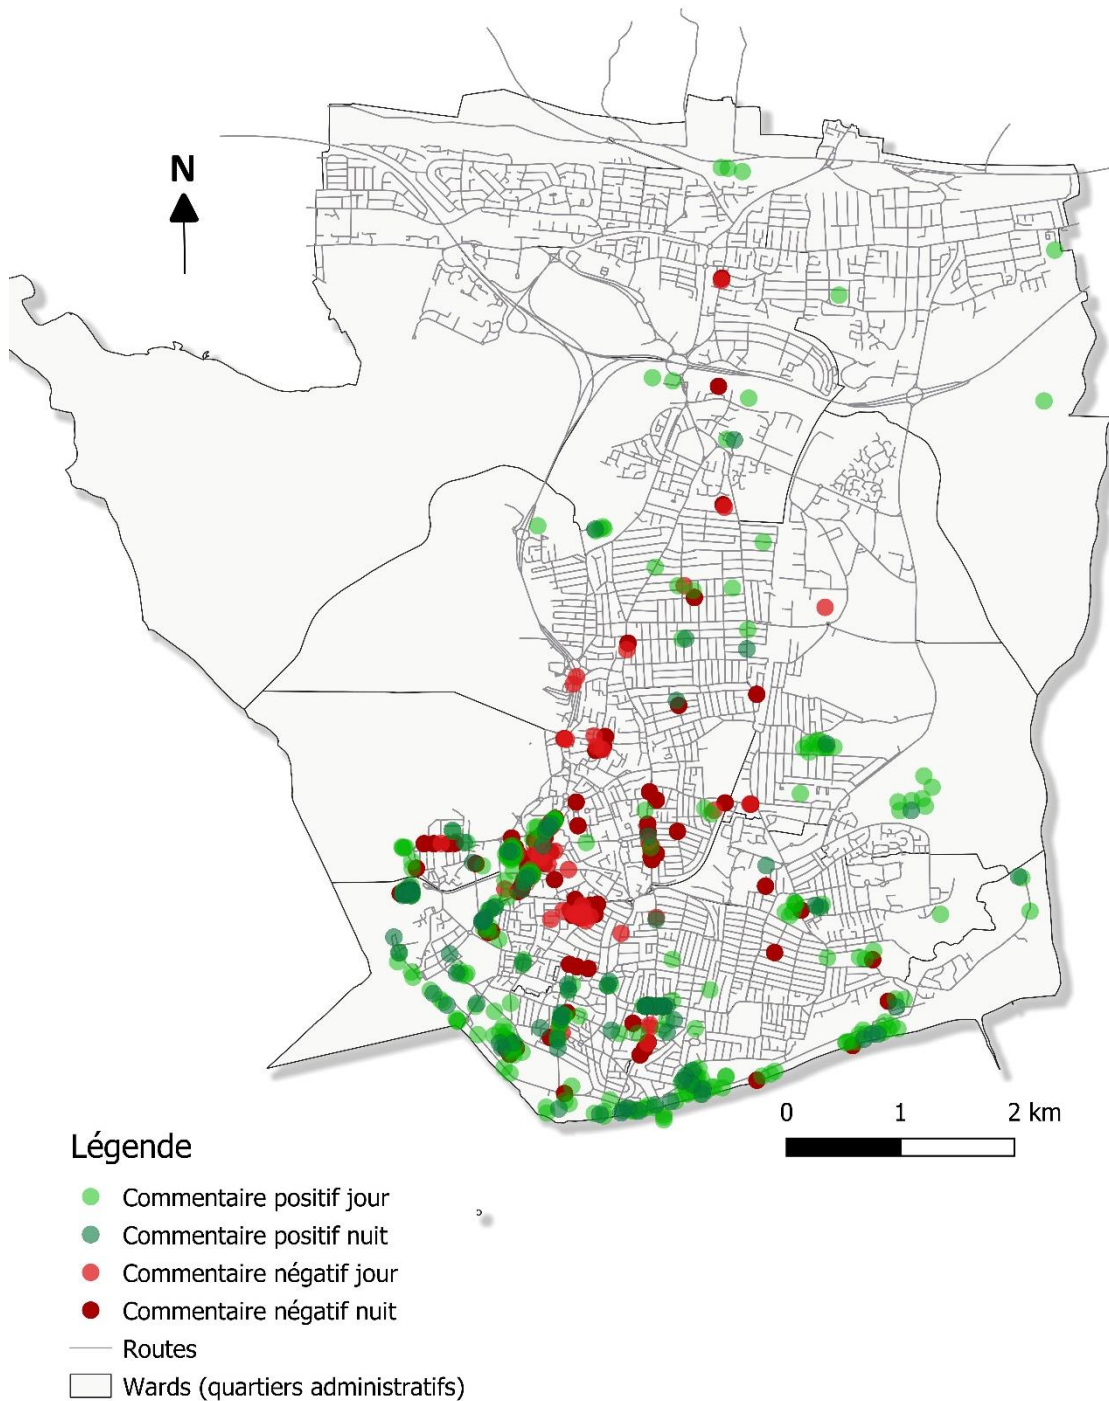 N
0 1 2 km
Légende
Commentaire positif jour
Commentaire positif nuit
Commentaire négatif jour
Commentaire négatif nuit
Routes
Wards (quartiers administratifs)